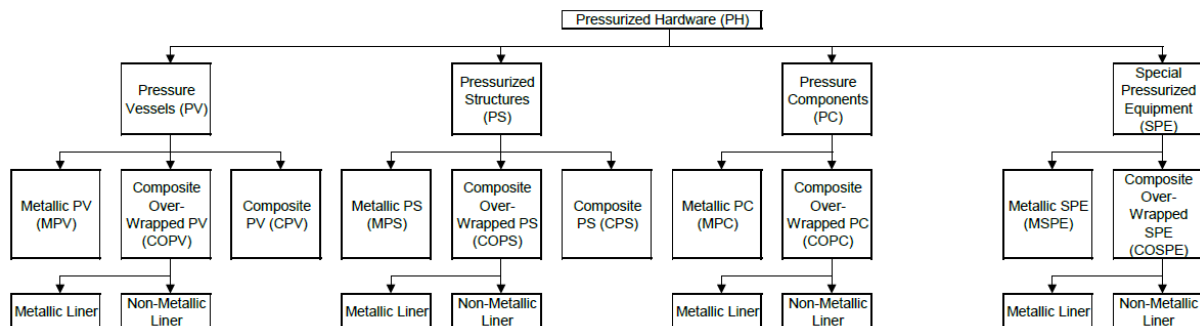 Pressurized Hardware (PH)
Pressure
Vessels (PV)
Pressurized
Structures
(PS)
Pressure
Components
(PC)
Special
Pressurized
Equipment
(SPE)
Metallic PV
(MPV)
Composite
Over-
Wrapped PV
(COPV)
Composite
PV (CPV)
Metallic PS
(MPS)
Composite
Over-
Wrapped PS
(COPS)
Composite
PS (CPS)
Metallic PC
(MPC)
Composite
Over-
Wrapped PC
(COPC)
Metallic SPE
(MSPE)
Composite
Over-
Wrapped
SPE
(COSPE)
Metallic Liner
Non-Metallic
Liner
Metallic Liner
Non-Metallic
Liner
Metallic Liner
Non-Metallic
Liner
Metallic Liner
Non-Metallic
Liner